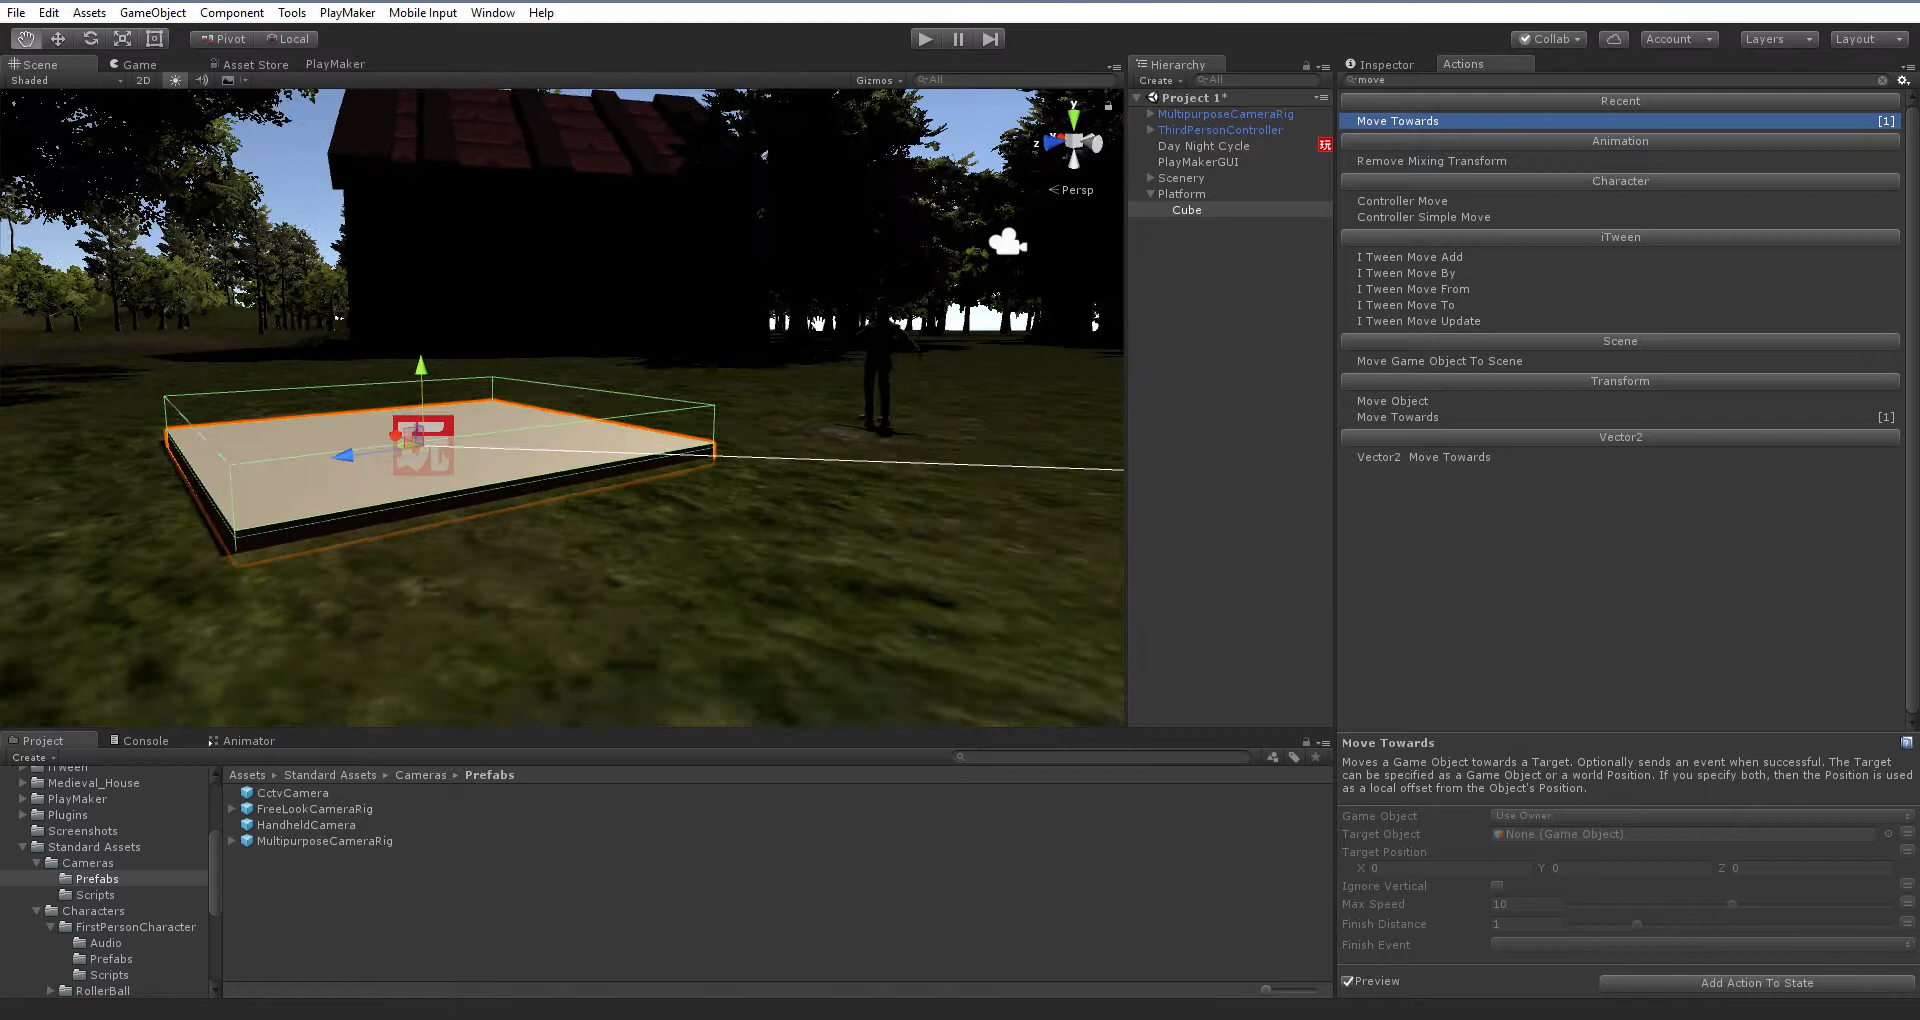 File Edit Assets GameObject Component Tools PlayMaker Mobile Input Window Help
Pivot Local Collab Account Layers Layout
Scene Game Asset Store PlayMaker
Shaded 2D Gizmos All
y
x
z
Persp
Hierarchy
Create All
Project 1*
MultipurposeCameraRig
ThirdPersonController
Day Night Cycle 玩
PlayMakerGUI
Scenery
Platform
Cube
Inspector Actions
move
Recent
Move Towards [1]
Animation
Remove Mixing Transform
Character
Controller Move
Controller Simple Move
iTween
I Tween Move Add
I Tween Move By
I Tween Move From
I Tween Move To
I Tween Move Update
Scene
Move Game Object To Scene
Transform
Move Object
Move Towards [1]
Vector2
Vector2 Move Towards
Project Console Animator
Create
iTween
Medieval_House
PlayMaker
Plugins
Screenshots
Standard Assets
Cameras
Prefabs
Scripts
Characters
FirstPersonCharacter
Audio
Prefabs
Scripts
RollerBall
Assets Standard Assets Cameras Prefabs
CctvCamera
FreeLookCameraRig
HandheldCamera
MultipurposeCameraRig
Move Towards
Moves a Game Object towards a Target. Optionally sends an event when successful. The Target
can be specified as a Game Object or a world Position. If you specify both, then the Position is used
as a local offset from the Object's Position.
Game Object Use Owner
Target Object None (Game Object)
Target Position
X 0 Y 0 Z 0
Ignore Vertical
Max Speed 10
Finish Distance 1
Finish Event
Preview Add Action To State